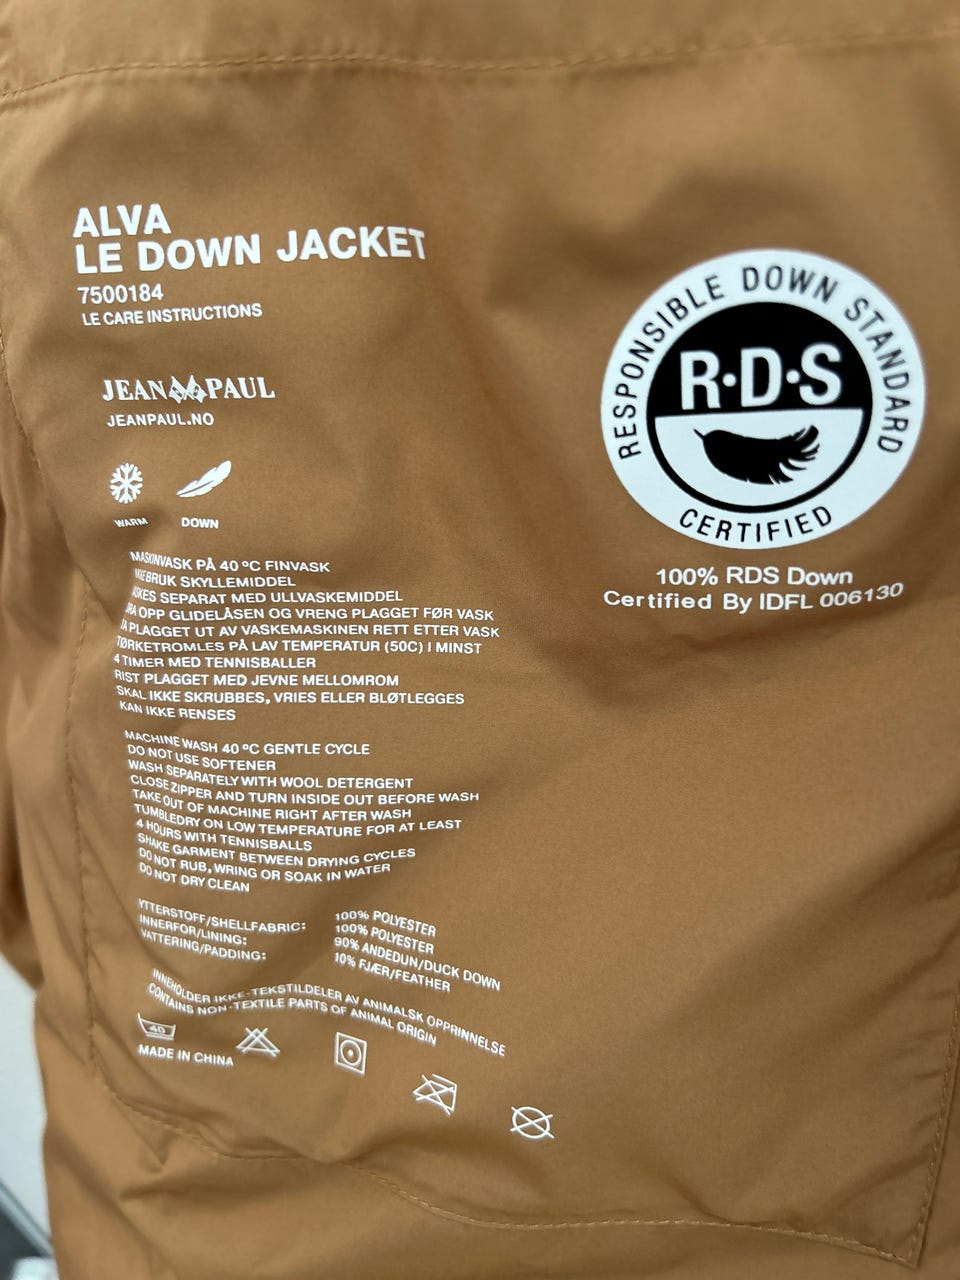 ALVA
LE DOWN JACKET
7500184
LE CARE INSTRUCTIONS
JEAN PAUL
JEANPAUL.NO
WARM DOWN
MASKINVASK PÅ 40 ºC FINVASK
BRUK SKYLLEMIDDEL
SEPARAT MED ULLVASKEMIDDEL
OPP GLIDELÅSEN OG VRENG PLAGGET FØR VASK
TA PLAGGET UT AV VASKEMASKINEN RETT ETTER VASK
TØRKETROMLES PÅ LAV TEMPERATUR (50C) I MINST
4 TIMER MED TENNISBALLER
RIST PLAGGET MED JEVNE MELLOMROM
SKAL IKKE SKRUBBES, VRIES ELLER BLØTLEGGES
KAN IKKE RENSES
MACHINE WASH 40 ºC GENTLE CYCLE
DO NOT USE SOFTENER
WASH SEPARATELY WITH WOOL DETERGENT
CLOSE ZIPPER AND TURN INSIDE OUT BEFORE WASH
TAKE OUT OF MACHINE RIGHT AFTER WASH
TUMBLEDRY ON LOW TEMPERATURE FOR AT LEAST
4 HOURS WITH TENNISBALLS
SHAKE GARMENT BETWEEN DRYING CYCLES
DO NOT RUB, WRING OR SOAK IN WATER
DO NOT DRY CLEAN
YTTERSTOFF/SHELLFABRIC: 100% POLYESTER
INNERFOR/LINING: 100% POLYESTER
VATTERING/PADDING: 90% ANDEDUN/DUCK DOWN
10% FJÆR/FEATHER
INNEHOLDER IKKE-TEKSTILDELER AV ANIMALSK OPPRINNELSE
CONTAINS NON-TEXTILE PARTS OF ANIMAL ORIGIN
40
MADE IN CHINA
RESPONSIBLE DOWN STANDARD
R·D·S
CERTIFIED
100% RDS Down
Certified By IDFL 006130